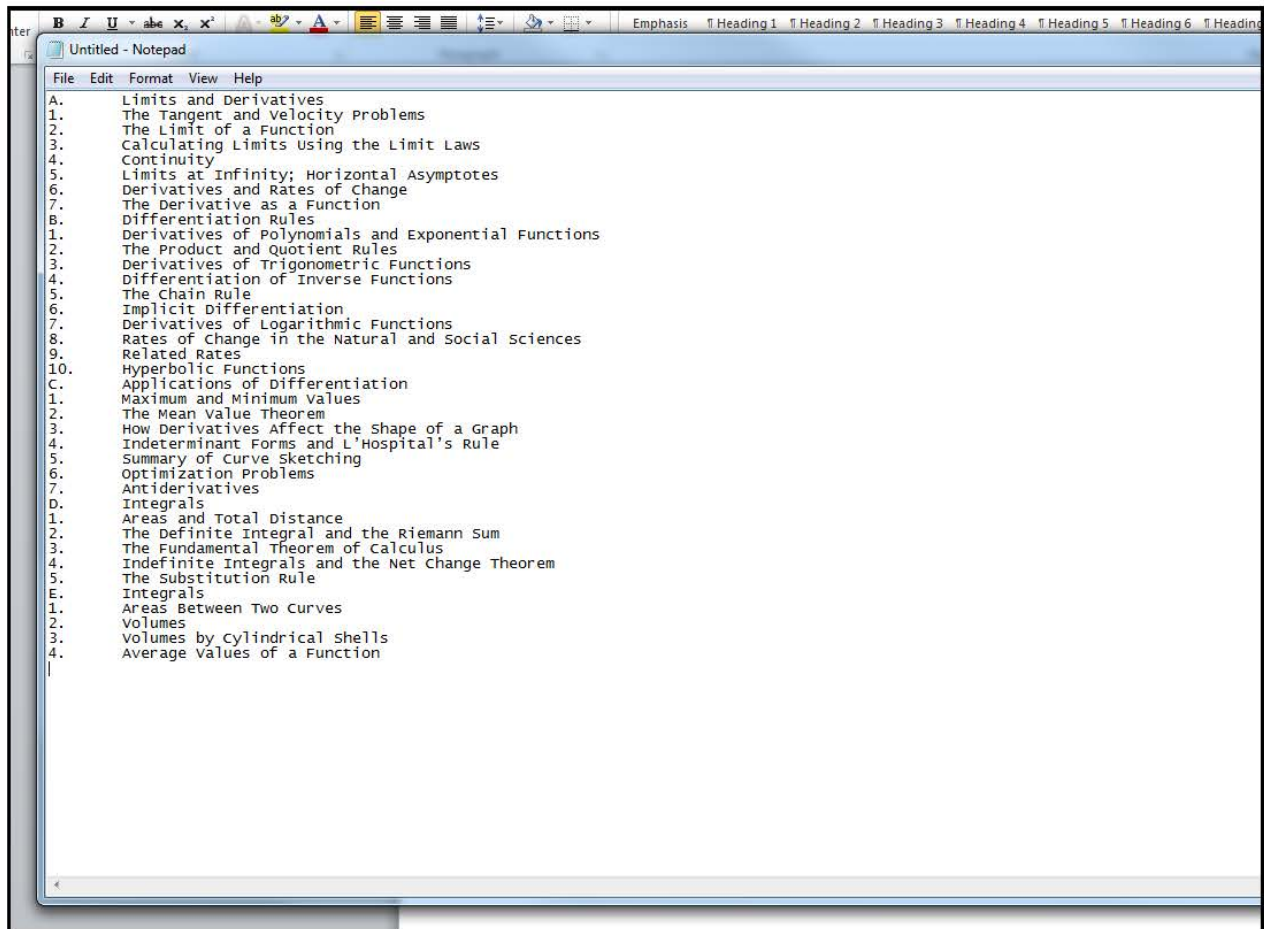 nter B I U abe X₂ X² A ab A Emphasis ¶ Heading 1 ¶ Heading 2 ¶ Heading 3 ¶ Heading 4 ¶ Heading 5 ¶ Heading 6 ¶ Heading
Untitled - Notepad
File Edit Format View Help
A. Limits and Derivatives
1. The Tangent and Velocity Problems
2. The Limit of a Function
3. Calculating Limits Using the Limit Laws
4. Continuity
5. Limits at Infinity; Horizontal Asymptotes
6. Derivatives and Rates of Change
7. The Derivative as a Function
B. Differentiation Rules
1. Derivatives of Polynomials and Exponential Functions
2. The Product and Quotient Rules
3. Derivatives of Trigonometric Functions
4. Differentiation of Inverse Functions
5. The Chain Rule
6. Implicit Differentiation
7. Derivatives of Logarithmic Functions
8. Rates of Change in the Natural and Social Sciences
9. Related Rates
10. Hyperbolic Functions
C. Applications of Differentiation
1. Maximum and Minimum Values
2. The Mean Value Theorem
3. How Derivatives Affect the Shape of a Graph
4. Indeterminant Forms and L'Hospital's Rule
5. Summary of Curve Sketching
6. Optimization Problems
7. Antiderivatives
D. Integrals
1. Areas and Total Distance
2. The Definite Integral and the Riemann Sum
3. The Fundamental Theorem of Calculus
4. Indefinite Integrals and the Net Change Theorem
5. The Substitution Rule
E. Integrals
1. Areas Between Two Curves
2. Volumes
3. Volumes by Cylindrical Shells
4. Average Values of a Function